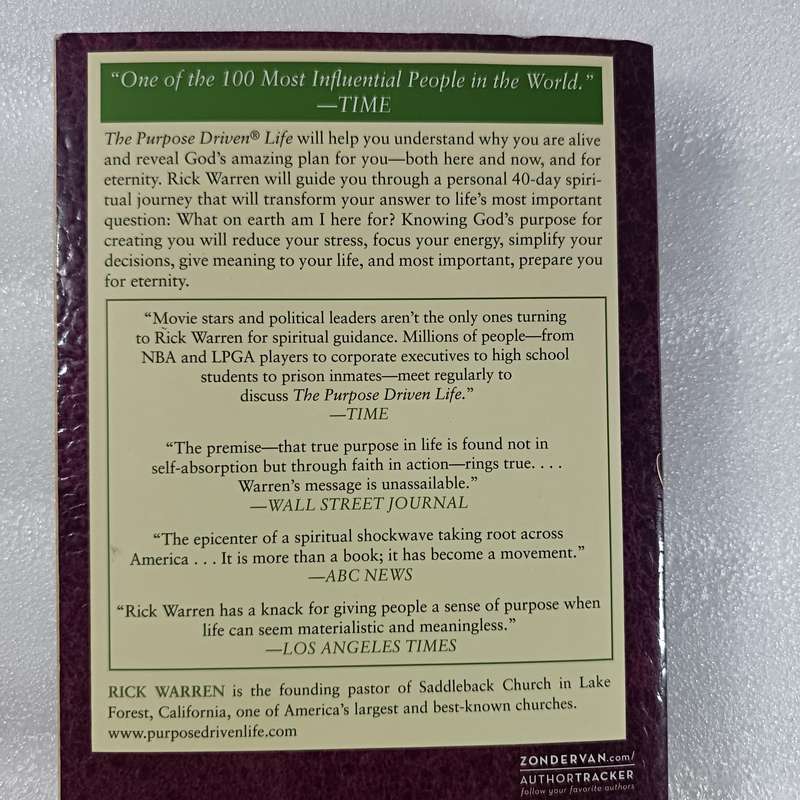 “One of the 100 Most Influential People in the World.”
—TIME
The Purpose Driven® Life will help you understand why you are alive
and reveal God’s amazing plan for you—both here and now, and for
eternity. Rick Warren will guide you through a personal 40-day spiri-
tual journey that will transform your answer to life’s most important
question: What on earth am I here for? Knowing God’s purpose for
creating you will reduce your stress, focus your energy, simplify your
decisions, give meaning to your life, and most important, prepare you
for eternity.
“Movie stars and political leaders aren’t the only ones turning
to Rick Warren for spiritual guidance. Millions of people—from
NBA and LPGA players to corporate executives to high school
students to prison inmates—meet regularly to
discuss The Purpose Driven Life.”
—TIME
“The premise—that true purpose in life is found not in
self-absorption but through faith in action—rings true. . . .
Warren’s message is unassailable.”
—WALL STREET JOURNAL
“The epicenter of a spiritual shockwave taking root across
America . . . It is more than a book; it has become a movement.”
—ABC NEWS
“Rick Warren has a knack for giving people a sense of purpose when
life can seem materialistic and meaningless.”
—LOS ANGELES TIMES
RICK WARREN is the founding pastor of Saddleback Church in Lake
Forest, California, one of America’s largest and best-known churches.
www.purposedrivenlife.com
ZONDERVAN.com/
AUTHORTRACKER
follow your favorite authors